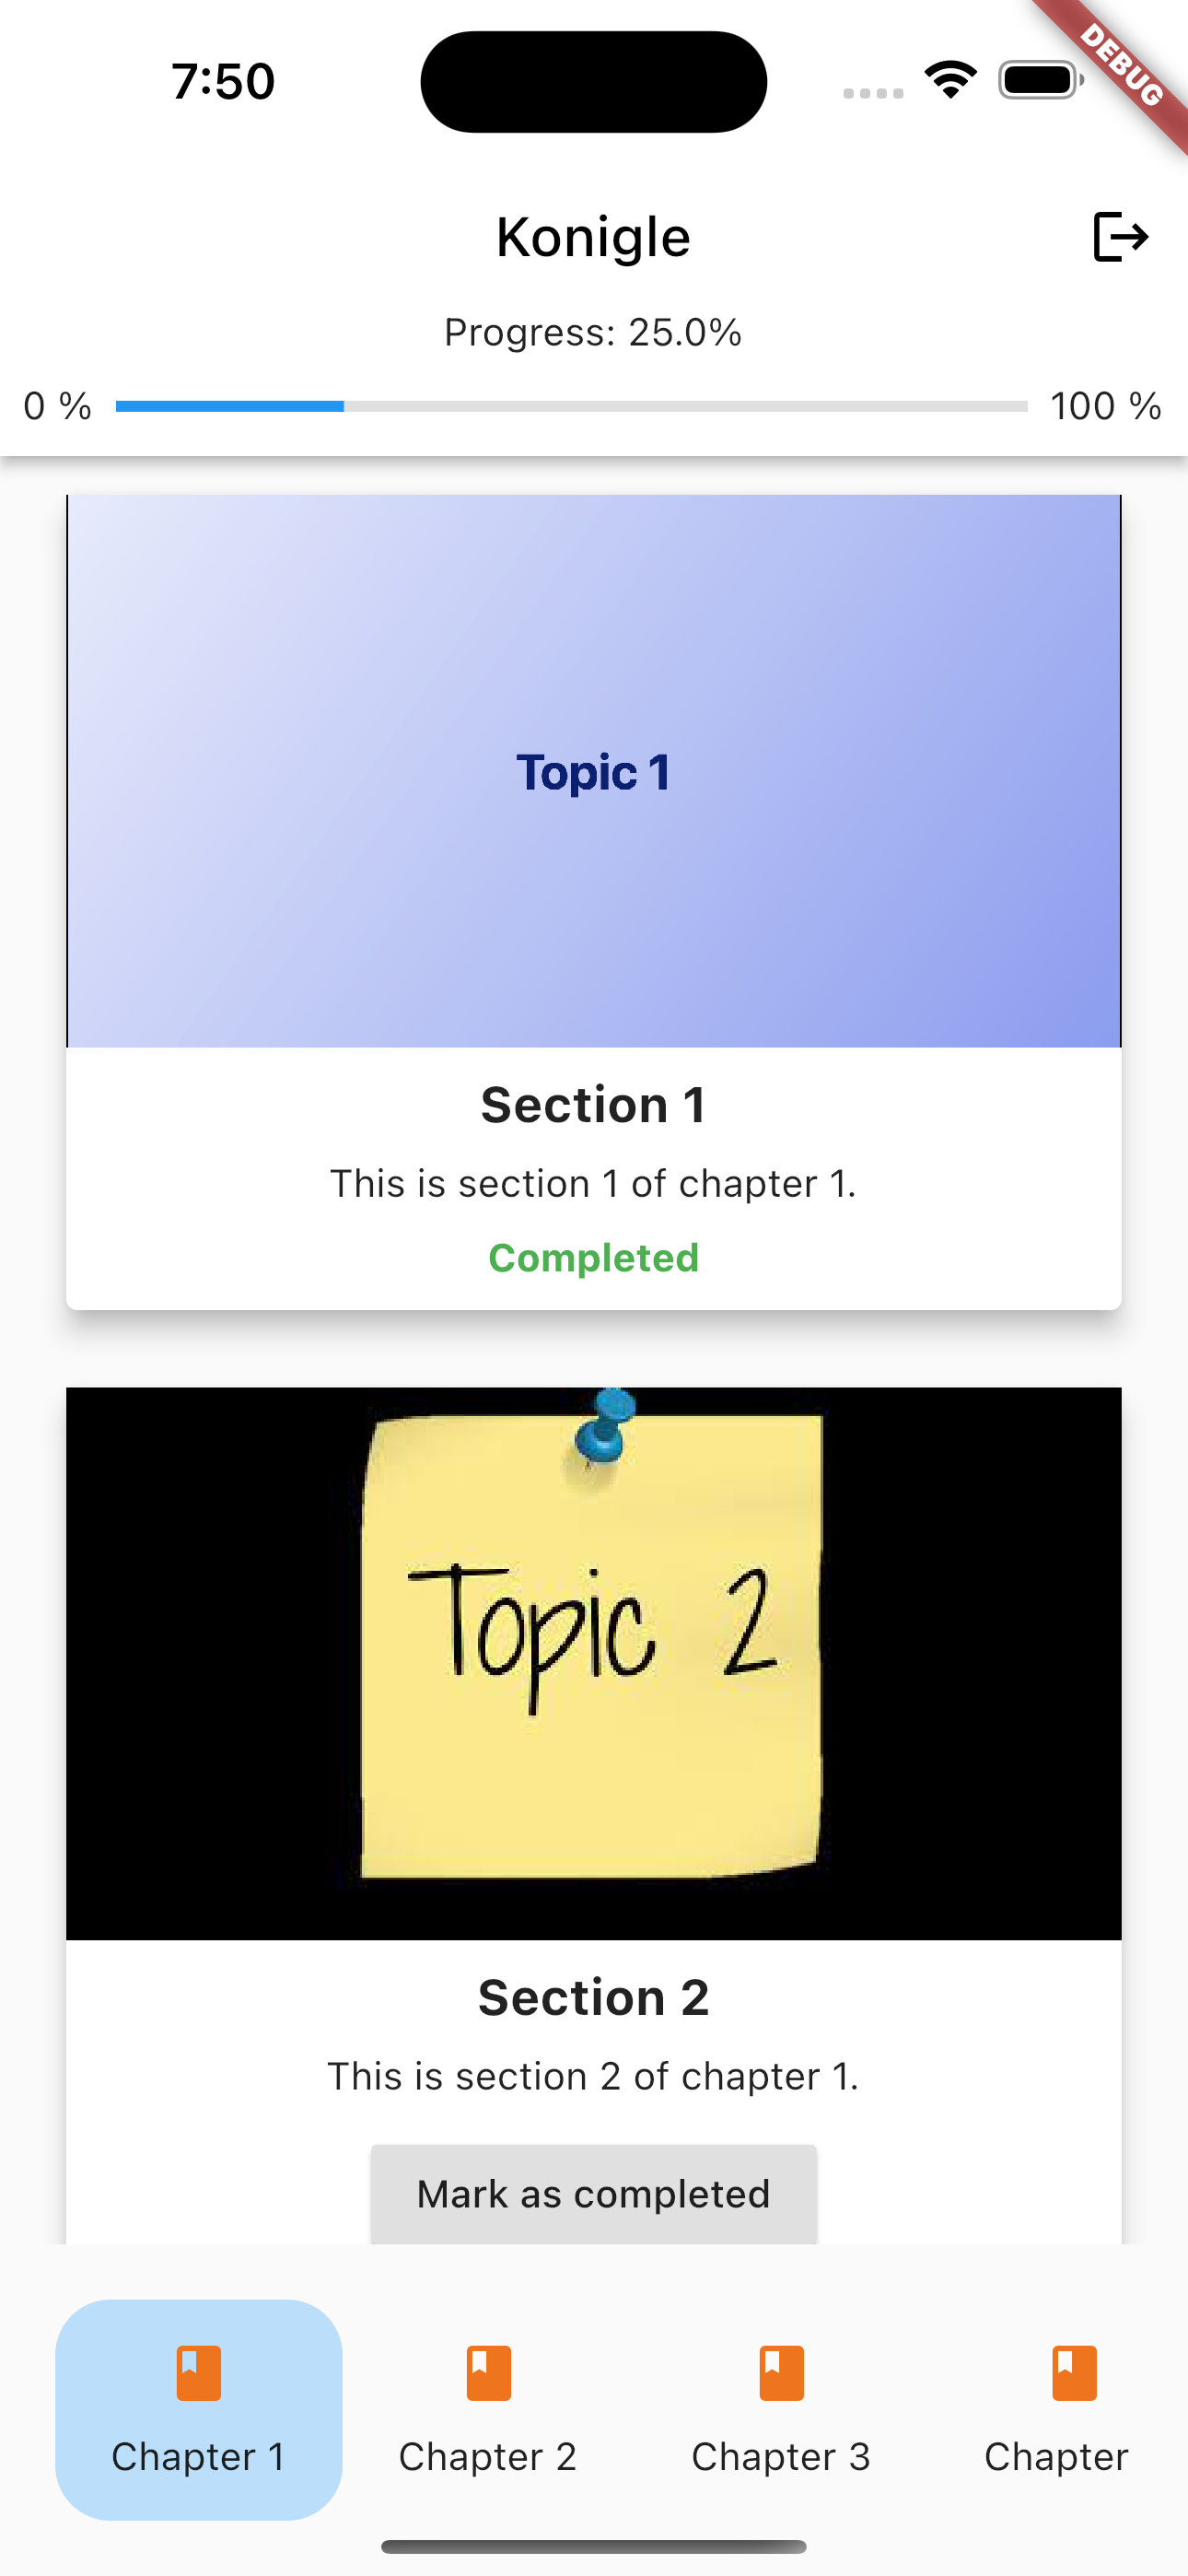 7:50
DEBUG
Konigle
Progress: 25.0%
0 %
100 %
Topic 1
Section 1
This is section 1 of chapter 1.
Completed
Topic 2
Section 2
This is section 2 of chapter 1.
Mark as completed
Chapter 1
Chapter 2
Chapter 3
Chapter